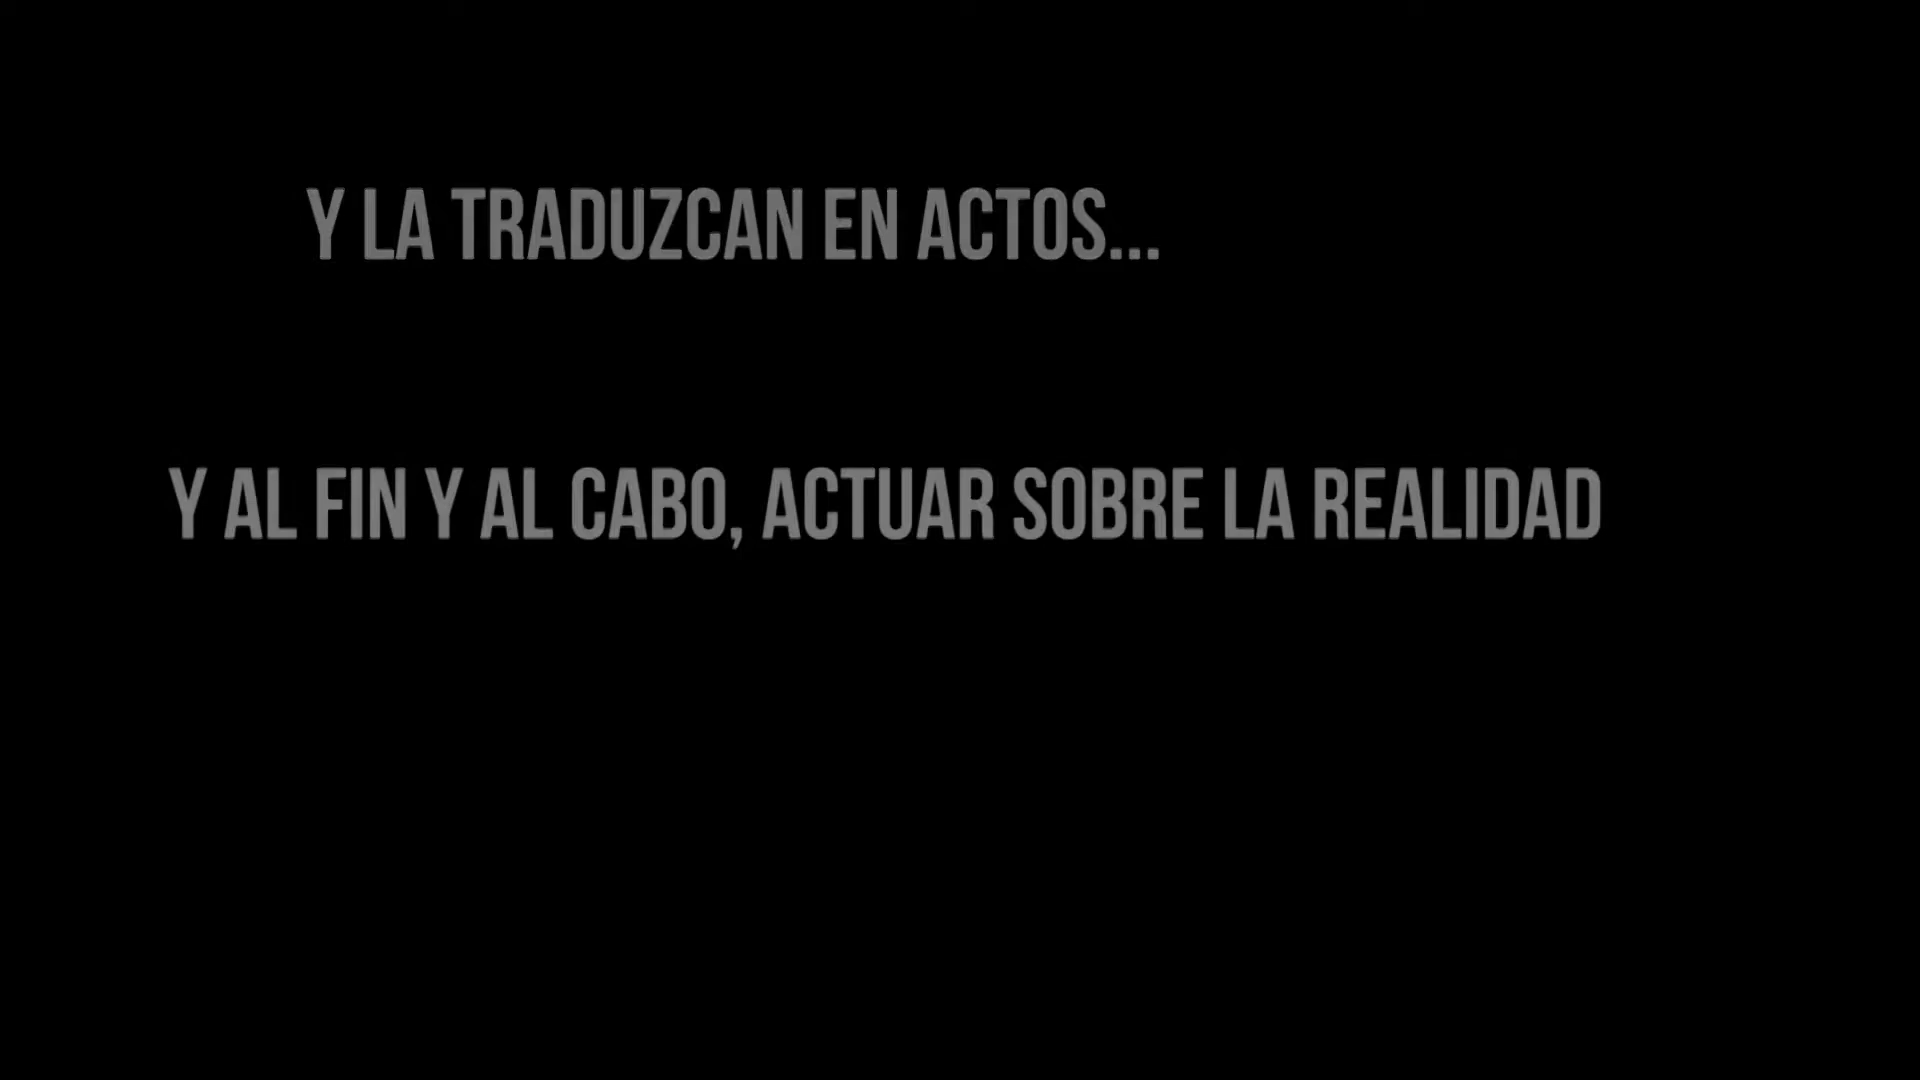 Y LA TRADUZCAN EN ACTOS...
Y AL FIN Y AL CABO, ACTUAR SOBRE LA REALIDAD